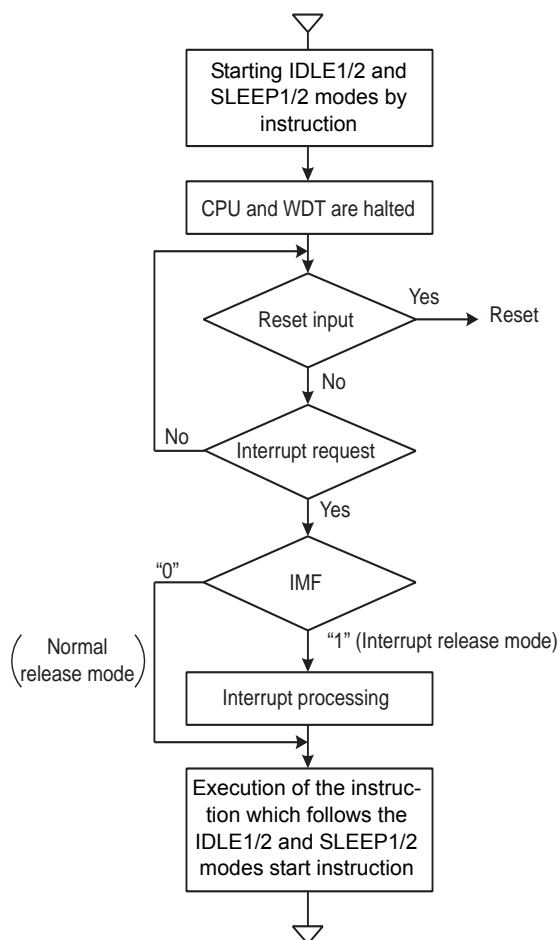 Starting IDLE1/2 and
SLEEP1/2 modes by
instruction
CPU and WDT are halted
Reset input
Yes
Reset
No
Interrupt request
No
Yes
IMF
“0”
Normal
release mode
“1” (Interrupt release mode)
Interrupt processing
Execution of the instruc-
tion which follows the
IDLE1/2 and SLEEP1/2
modes start instruction